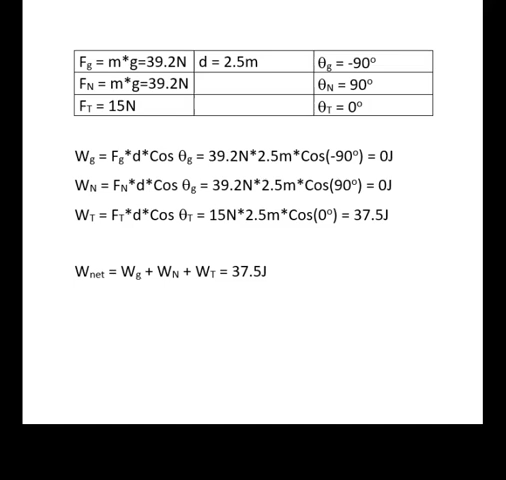 Fg = m*g=39.2N d = 2.5m θg = -90°
FN = m*g=39.2N θN = 90°
FT = 15N θT = 0°
Wg = Fg*d*Cos θg = 39.2N*2.5m*Cos(-90°) = 0J
WN = FN*d*Cos θg = 39.2N*2.5m*Cos(90°) = 0J
WT = FT*d*Cos θT = 15N*2.5m*Cos(0°) = 37.5J
Wnet = Wg + WN + WT = 37.5J